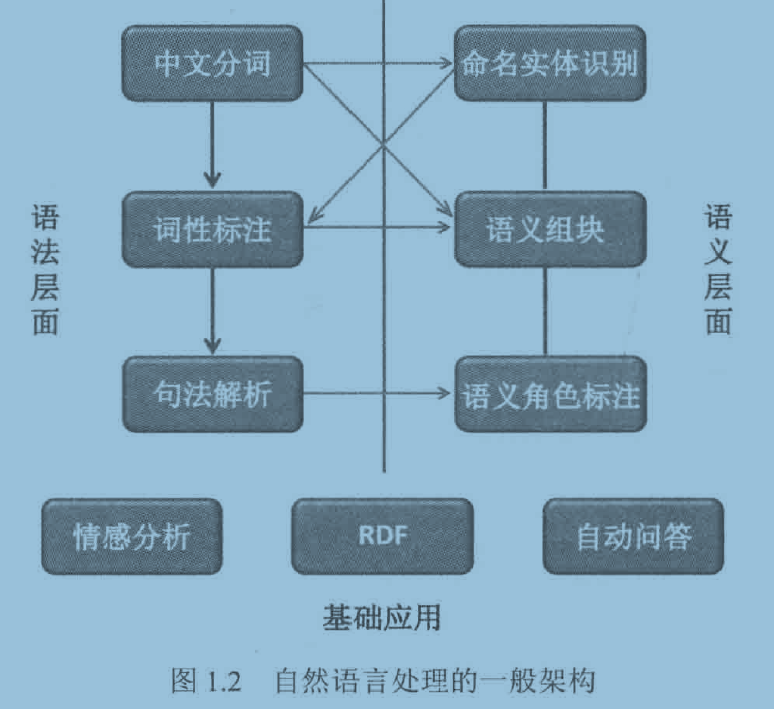 中文分词
命名实体识别
语法层面
词性标注
语义组块
语义层面
句法解析
语义角色标注
情感分析
RDF
自动问答
基础应用
图 1.2 自然语言处理的一般架构